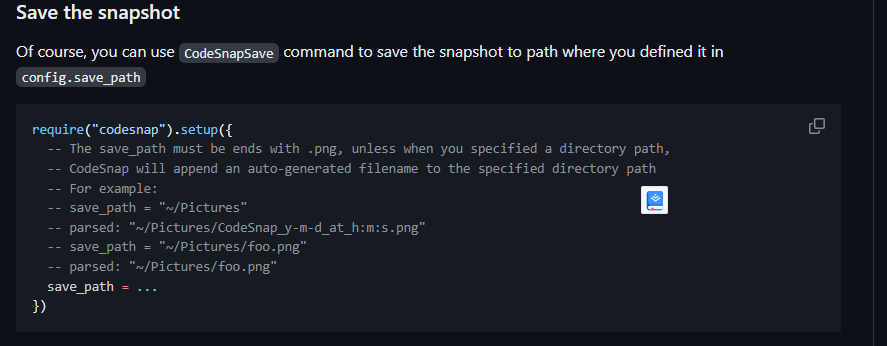 Save the snapshot
Of course, you can use CodeSnapSave command to save the snapshot to path where you defined it in
config.save_path
require("codesnap").setup({
  -- The save_path must be ends with .png, unless when you specified a directory path,
  -- CodeSnap will append an auto-generated filename to the specified directory path
  -- For example:
  -- save_path = "~/Pictures"
  -- parsed: "~/Pictures/CodeSnap_y-m-d_at_h:m:s.png"
  -- save_path = "~/Pictures/foo.png"
  -- parsed: "~/Pictures/foo.png"
  save_path = ...
})